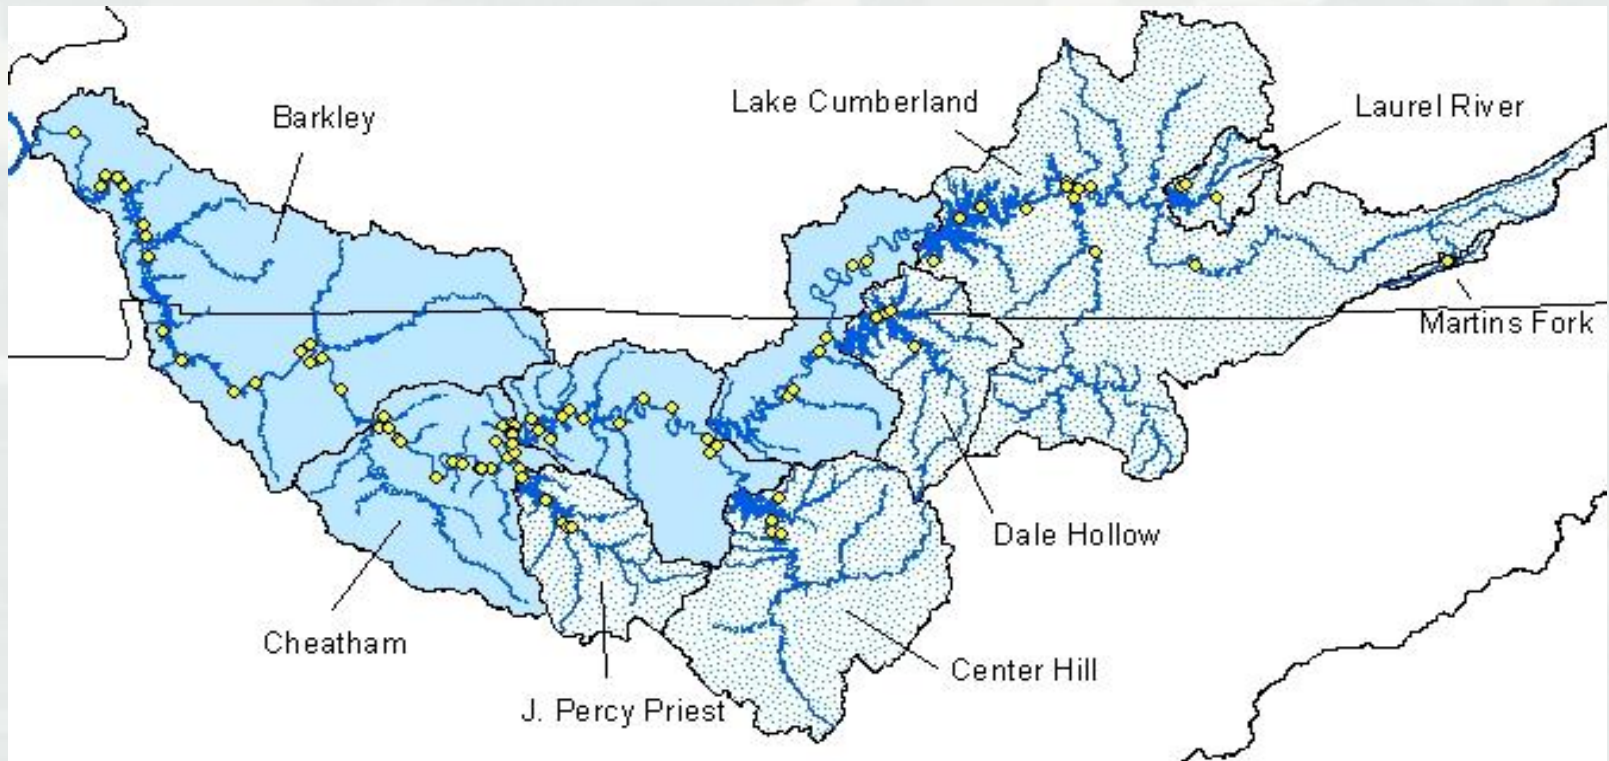 Barkley
Lake Cumberland
Laurel River
Martins Fork
Dale Hollow
Center Hill
Cheatham
J. Percy Priest